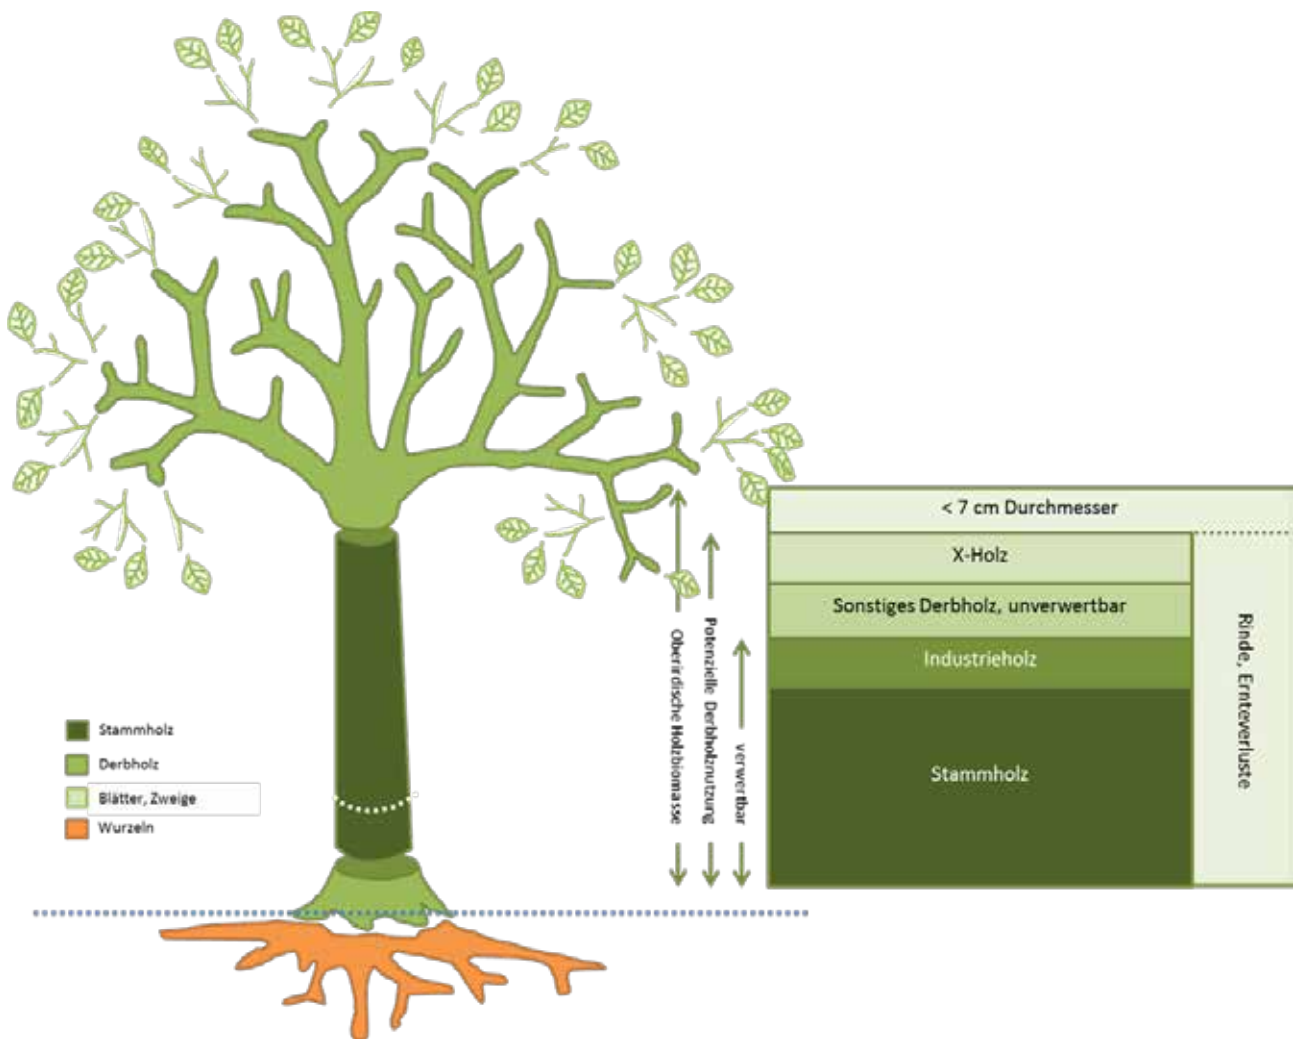 < 7 cm Durchmesser
X-Holz
Sonstiges Derbholz, unverwertbar
Industrieholz
Stammholz
Rinde, Ernteverluste
Oberirdische Holzbiomasse
Potenzielle Derbholznutzung
verwertbar
Stammholz
Derbholz
Blätter, Zweige
Wurzeln